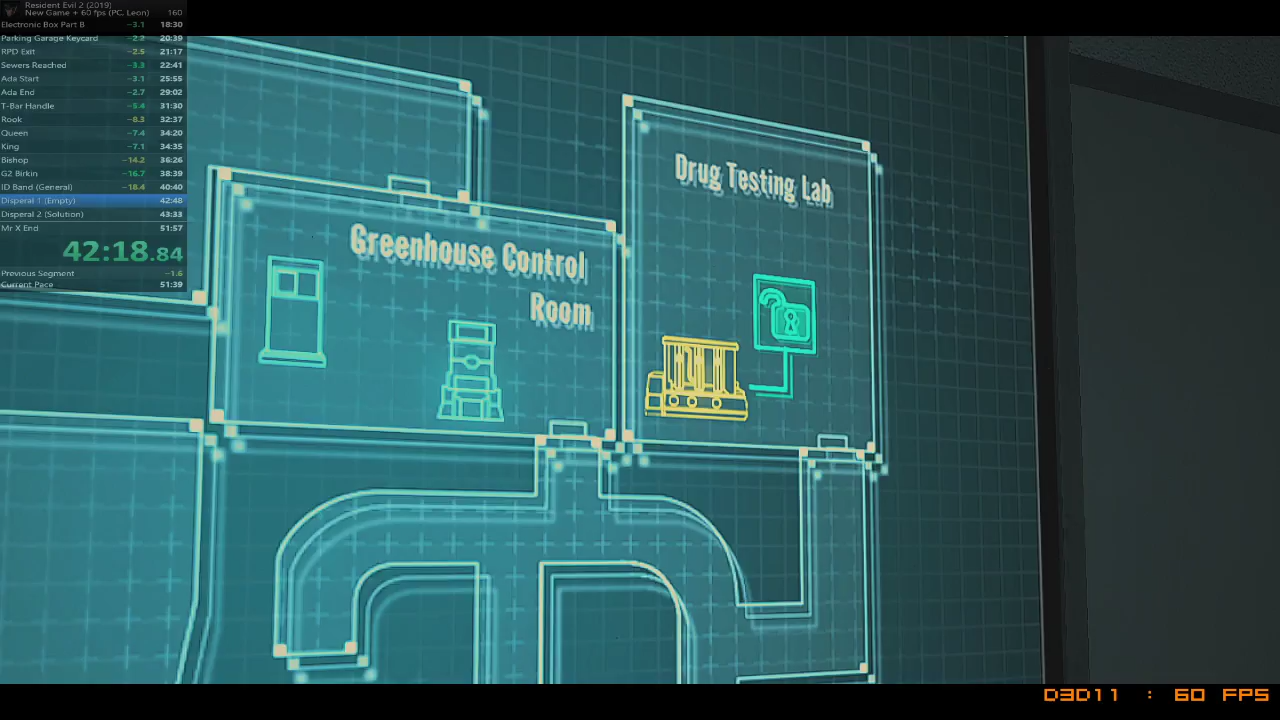 Resident Evil 2 (2019)
New Game + 60 fps (PC, Leon) 160
Electronic Box Part B −3.1 18:30
Parking Garage Keycard −2.2 20:39
RPD Exit −2.5 21:17
Sewers Reached −3.3 22:41
Ada Start −3.1 25:55
Ada End −2.7 29:02
T-Bar Handle −5.4 31:30
Rook −8.3 32:37
Queen −7.4 34:20
King −7.1 34:35
Bishop −14.2 36:26
G2 Birkin −16.7 38:39
ID Band (General) −18.4 40:40
Disperal 1 (Empty) 42:48
Disperal 2 (Solution) 43:33
Mr X End 51:57
42:18.84
Previous Segment −1.6
Current Pace 51:39
Greenhouse Control
Room
Drug Testing Lab
D3D11 : 60 FPS